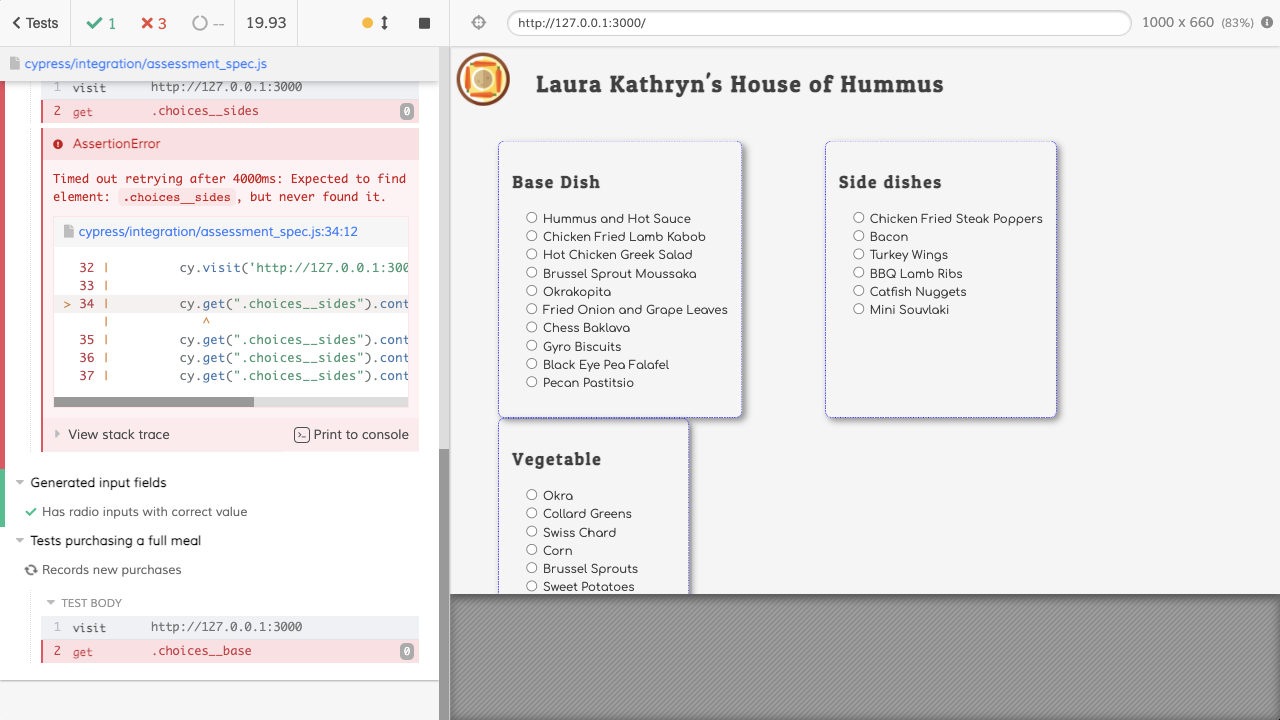 Tests
1
3
--
19.93
http://127.0.0.1:3000/
1000 x 660 (83%)
cypress/integration/assessment_spec.js
1 visit http://127.0.0.1:3000
2 get .choices__sides 0
AssertionError
Timed out retrying after 4000ms: Expected to find
element: .choices__sides, but never found it.
cypress/integration/assessment_spec.js:34:12
32 | cy.visit('http://127.0.0.1:300
33 |
> 34 | cy.get(".choices__sides").cont
| ^
35 | cy.get(".choices__sides").cont
36 | cy.get(".choices__sides").cont
37 | cy.get(".choices__sides").cont
View stack trace
Print to console
Generated input fields
Has radio inputs with correct value
Tests purchasing a full meal
Records new purchases
TEST BODY
1 visit http://127.0.0.1:3000
2 get .choices__base 0
Laura Kathryn's House of Hummus
Base Dish
Hummus and Hot Sauce
Chicken Fried Lamb Kabob
Hot Chicken Greek Salad
Brussel Sprout Moussaka
Okrakopita
Fried Onion and Grape Leaves
Chess Baklava
Gyro Biscuits
Black Eye Pea Falafel
Pecan Pastitsio
Side dishes
Chicken Fried Steak Poppers
Bacon
Turkey Wings
BBQ Lamb Ribs
Catfish Nuggets
Mini Souvlaki
Vegetable
Okra
Collard Greens
Swiss Chard
Corn
Brussel Sprouts
Sweet Potatoes